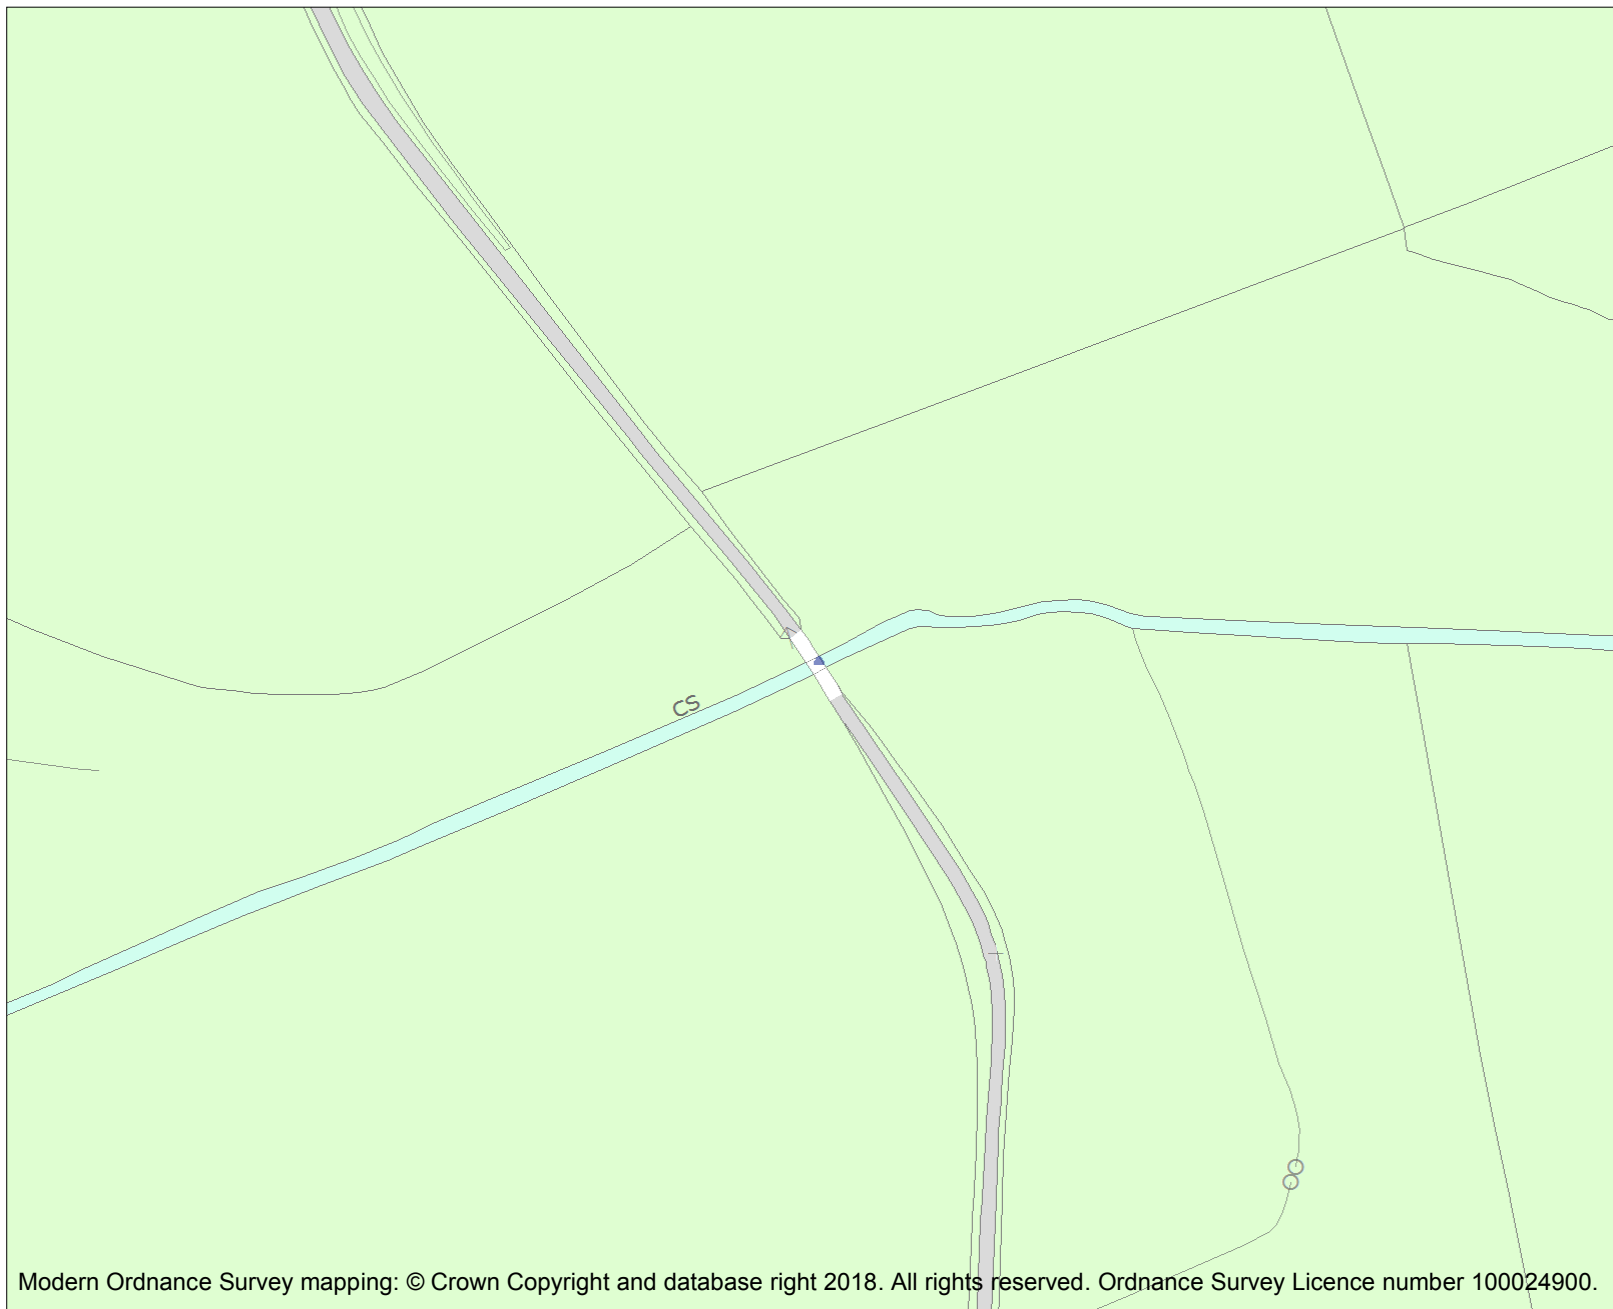 CS
Modern Ordnance Survey mapping: © Crown Copyright and database right 2018. All rights reserved. Ordnance Survey Licence number 100024900.